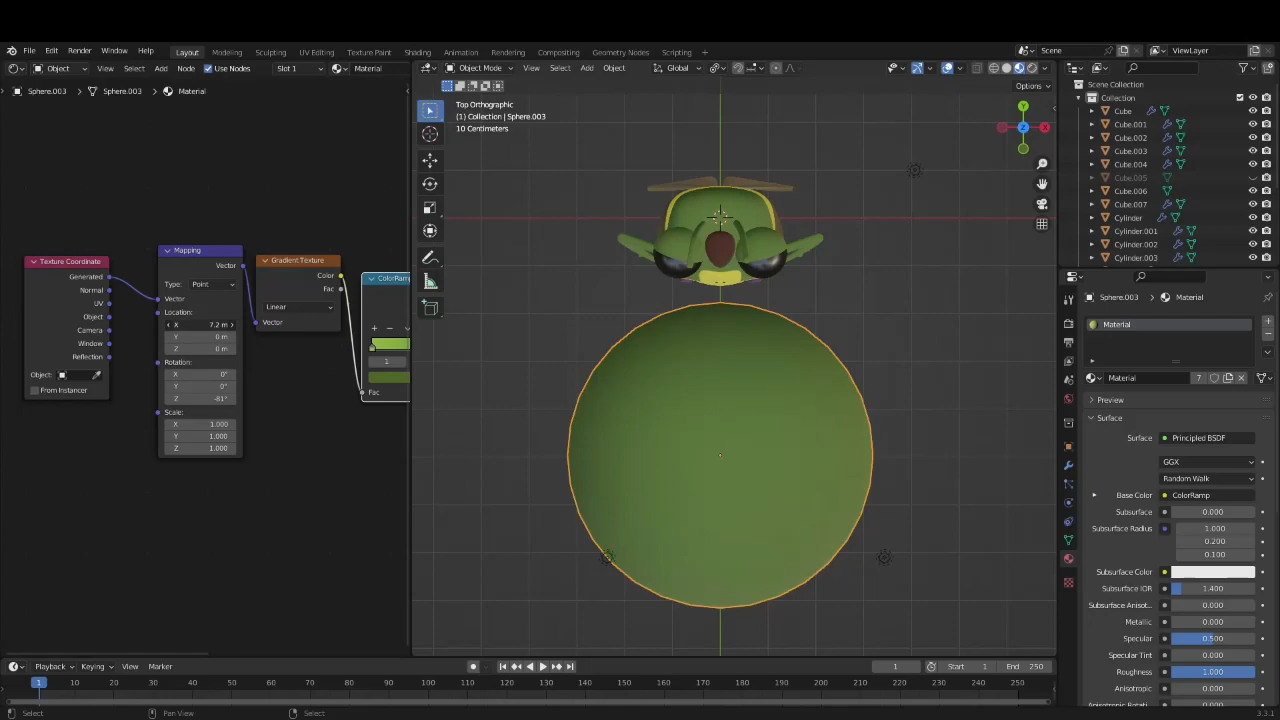 File Edit Render Window Help Layout Modeling Sculpting UV Editing Texture Paint Shading Animation Rendering Compositing Geometry Nodes Scripting + Scene ViewLayer
Object View Select Add Node Use Nodes Slot 1 Material Object Mode View Select Add Object Global
Options
Sphere.003 > Sphere.003 > Material
Top Orthographic
(1) Collection | Sphere.003
10 Centimeters
Texture Coordinate
Generated
Normal
UV
Object
Camera
Window
Reflection
Object:
From Instancer
Mapping
Vector
Type: Point
Vector
Location:
X 7.2 m
Y 0 m
Z 0 m
Rotation:
X 0°
Y 0°
Z -81°
Scale:
X 1.000
Y 1.000
Z 1.000
Gradient Texture
Color
Fac
Linear
Vector
ColorRamp
1
Fac
Z
Scene Collection
Collection
Cube
Cube.001
Cube.002
Cube.003
Cube.004
Cube.005
Cube.006
Cube.007
Cylinder
Cylinder.001
Cylinder.002
Cylinder.003
Sphere.003 > Material
Material
Material 7
Preview
Surface
Surface Principled BSDF
GGX
Random Walk
Base Color ColorRamp
Subsurface 0.000
Subsurface Radius 1.000
0.200
0.100
Subsurface Color
Subsurface IOR 1.400
Subsurface Anisot.. 0.000
Metallic 0.000
Specular 0.500
Specular Tint 0.000
Roughness 1.000
Anisotropic 0.000
Anisotropic Rotati.. 0.000
Playback Keying View Marker 1 Start 1 End 250
1 10 20 30 40 50 60 70 80 90 100 110 120 130 140 150 160 170 180 190 200 210 220 230 240 250
Select Pan View Select 3.3.1